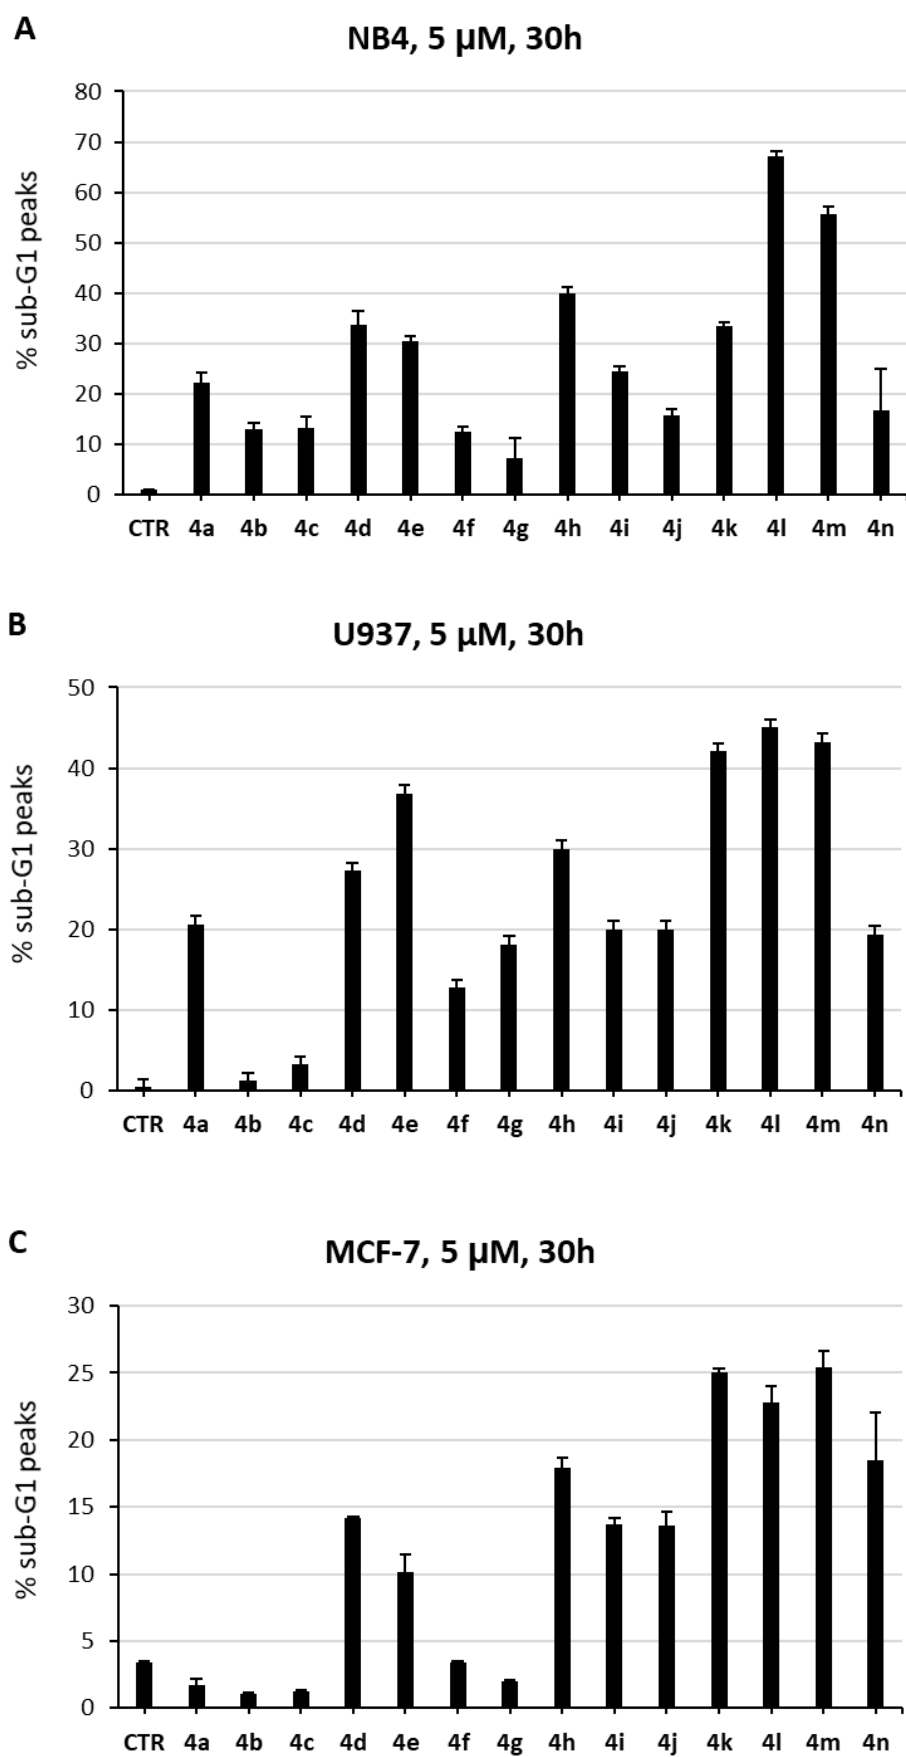 A
NB4, 5 µM, 30h
% sub-G1 peaks
80
70
60
50
40
30
20
10
0
CTR 4a 4b 4c 4d 4e 4f 4g 4h 4i 4j 4k 4l 4m 4n
B
U937, 5 µM, 30h
% sub-G1 peaks
50
40
30
20
10
0
CTR 4a 4b 4c 4d 4e 4f 4g 4h 4i 4j 4k 4l 4m 4n
C
MCF-7, 5 µM, 30h
% sub-G1 peaks
30
25
20
15
10
5
0
CTR 4a 4b 4c 4d 4e 4f 4g 4h 4i 4j 4k 4l 4m 4n